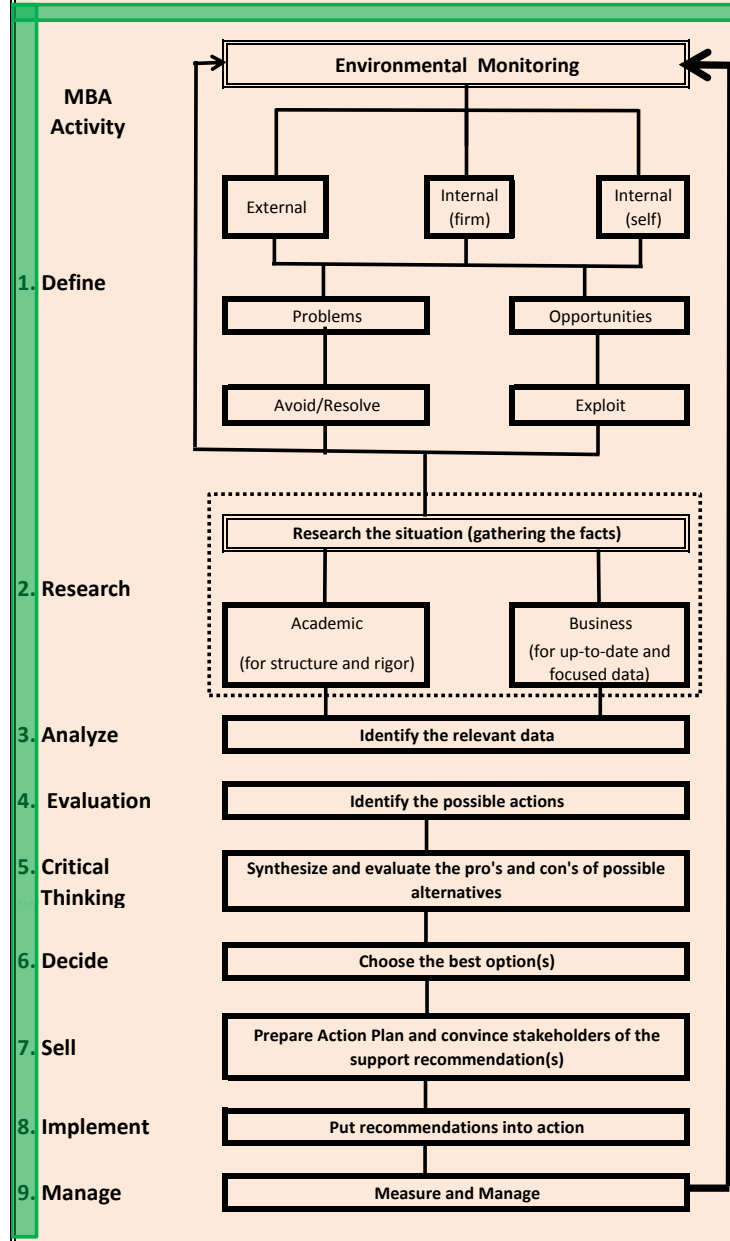 Environmental Monitoring
MBA
Activity
External
Internal
(firm)
Internal
(self)
1. Define
Problems
Opportunities
Avoid/Resolve
Exploit
Research the situation (gathering the facts)
2. Research
Academic
(for structure and rigor)
Business
(for up-to-date and
focused data)
3. Analyze
Identify the relevant data
4. Evaluation
Identify the possible actions
5. Critical
Thinking
Synthesize and evaluate the pro's and con's of possible
alternatives
6. Decide
Choose the best option(s)
7. Sell
Prepare Action Plan and convince stakeholders of the
support recommendation(s)
8. Implement
Put recommendations into action
9. Manage
Measure and Manage